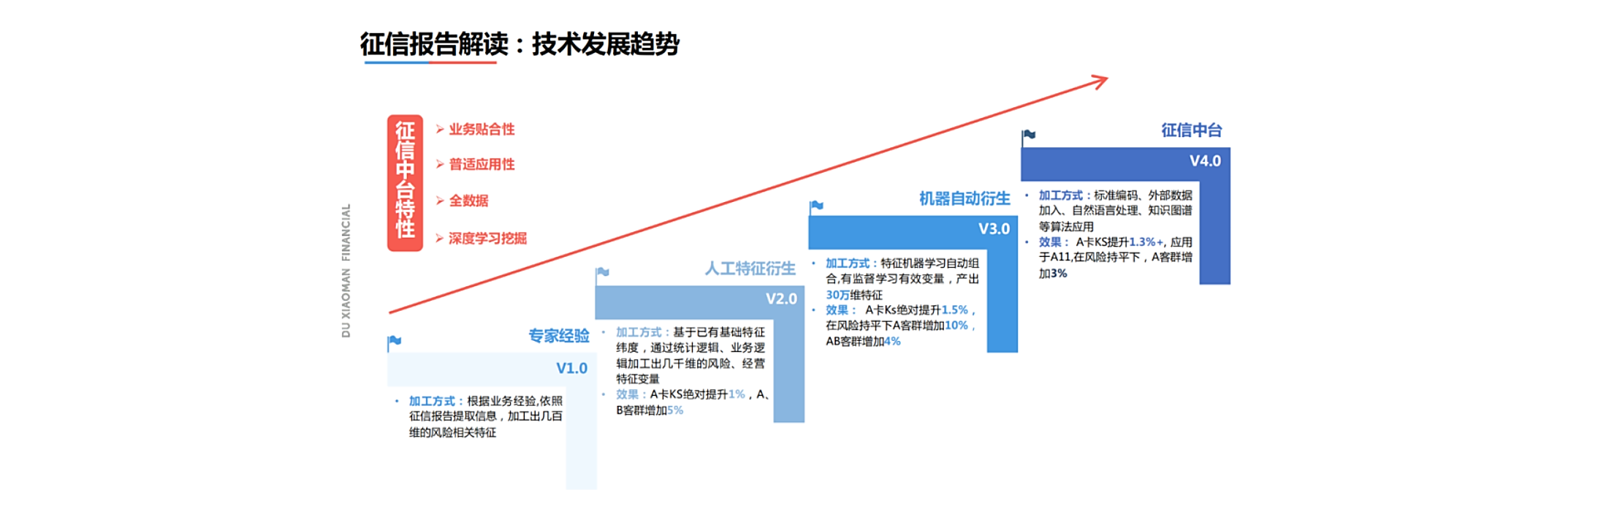 征信报告解读：技术发展趋势
征信中台特性
➢ 业务贴合性
➢ 普适应用性
➢ 全数据
➢ 深度学习挖掘
DU XIAOMAN FINANCIAL
专家经验
V1.0
• 加工方式：根据业务经验,依照
征信报告提取信息，加工出几百
维的风险相关特征
人工特征衍生
V2.0
• 加工方式：基于已有基础特征
纬度，通过统计逻辑、业务逻
辑加工出几千维的风险、经营
特征变量
• 效果：A卡KS绝对提升1%，A、
B客群增加5%
机器自动衍生
V3.0
• 加工方式：特征机器学习自动组
合,有监督学习有效变量，产出
30万维特征
• 效果： A卡Ks绝对提升1.5%，
在风险持平下A客群增加10%，
AB客群增加4%
征信中台
V4.0
• 加工方式：标准编码、外部数据
加入、自然语言处理、知识图谱
等算法应用
• 效果： A卡KS提升1.3%+, 应用
于A11,在风险持平下，A客群增
加3%